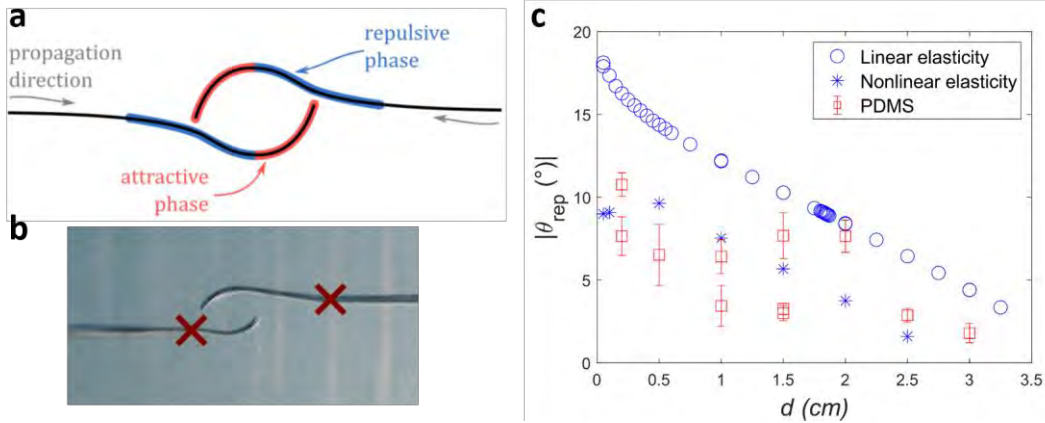 a
propagation
direction
repulsive
phase
attractive
phase
b
c
|θrep (°)|
20
15
10
5
0
Linear elasticity
Nonlinear elasticity
PDMS
0 0.5 1 1.5 2 2.5 3 3.5
d (cm)